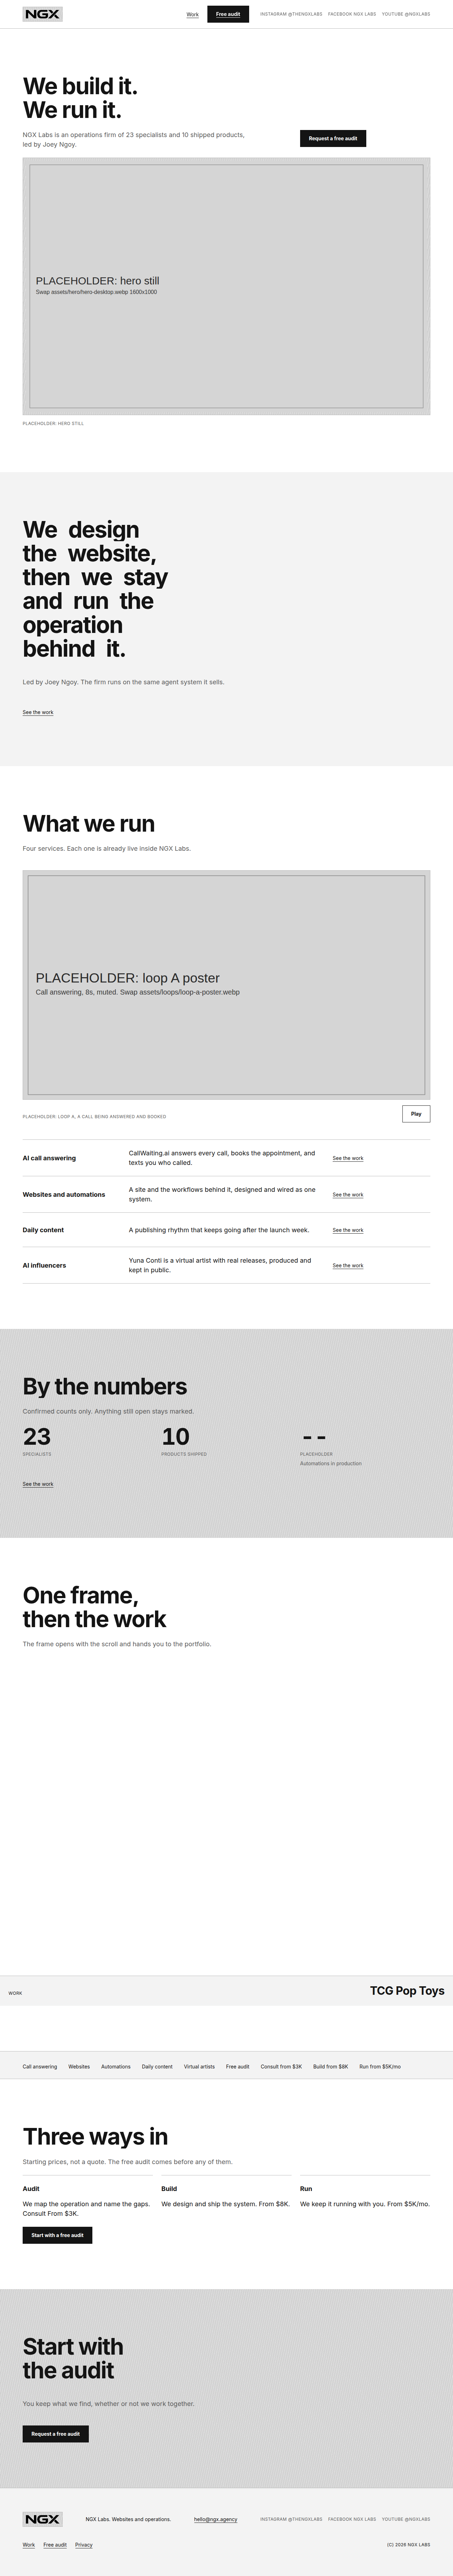 NGX
Work
Free audit
INSTAGRAM @THENGXLABS
FACEBOOK NGX LABS
YOUTUBE @NGXLABS
We build it.
We run it.
NGX Labs is an operations firm of 23 specialists and 10 shipped products,
led by Joey Ngoy.
Request a free audit
PLACEHOLDER: hero still
Swap assets/hero/hero-desktop.webp 1600x1000
PLACEHOLDER: HERO STILL
We design
the website,
then we stay
and run the
operation
behind it.
Led by Joey Ngoy. The firm runs on the same agent system it sells.
See the work
What we run
Four services. Each one is already live inside NGX Labs.
PLACEHOLDER: loop A poster
Call answering, 8s, muted. Swap assets/loops/loop-a-poster.webp
PLACEHOLDER: LOOP A, A CALL BEING ANSWERED AND BOOKED
Play
AI call answering
CallWaiting.ai answers every call, books the appointment, and
texts you who called.
See the work
Websites and automations
A site and the workflows behind it, designed and wired as one
system.
See the work
Daily content
A publishing rhythm that keeps going after the launch week.
See the work
AI influencers
Yuna Conti is a virtual artist with real releases, produced and
kept in public.
See the work
By the numbers
Confirmed counts only. Anything still open stays marked.
23
SPECIALISTS
10
PRODUCTS SHIPPED
--
PLACEHOLDER
Automations in production
See the work
One frame,
then the work
The frame opens with the scroll and hands you to the portfolio.
WORK
TCG Pop Toys
Call answering
Websites
Automations
Daily content
Virtual artists
Free audit
Consult from $3K
Build from $8K
Run from $5K/mo
Three ways in
Starting prices, not a quote. The free audit comes before any of them.
Audit
We map the operation and name the gaps.
Consult From $3K.
Build
We design and ship the system. From $8K.
Run
We keep it running with you. From $5K/mo.
Start with a free audit
Start with
the audit
You keep what we find, whether or not we work together.
Request a free audit
NGX
NGX Labs. Websites and operations.
hello@ngx.agency
INSTAGRAM @THENGXLABS
FACEBOOK NGX LABS
YOUTUBE @NGXLABS
Work
Free audit
Privacy
(C) 2026 NGX LABS